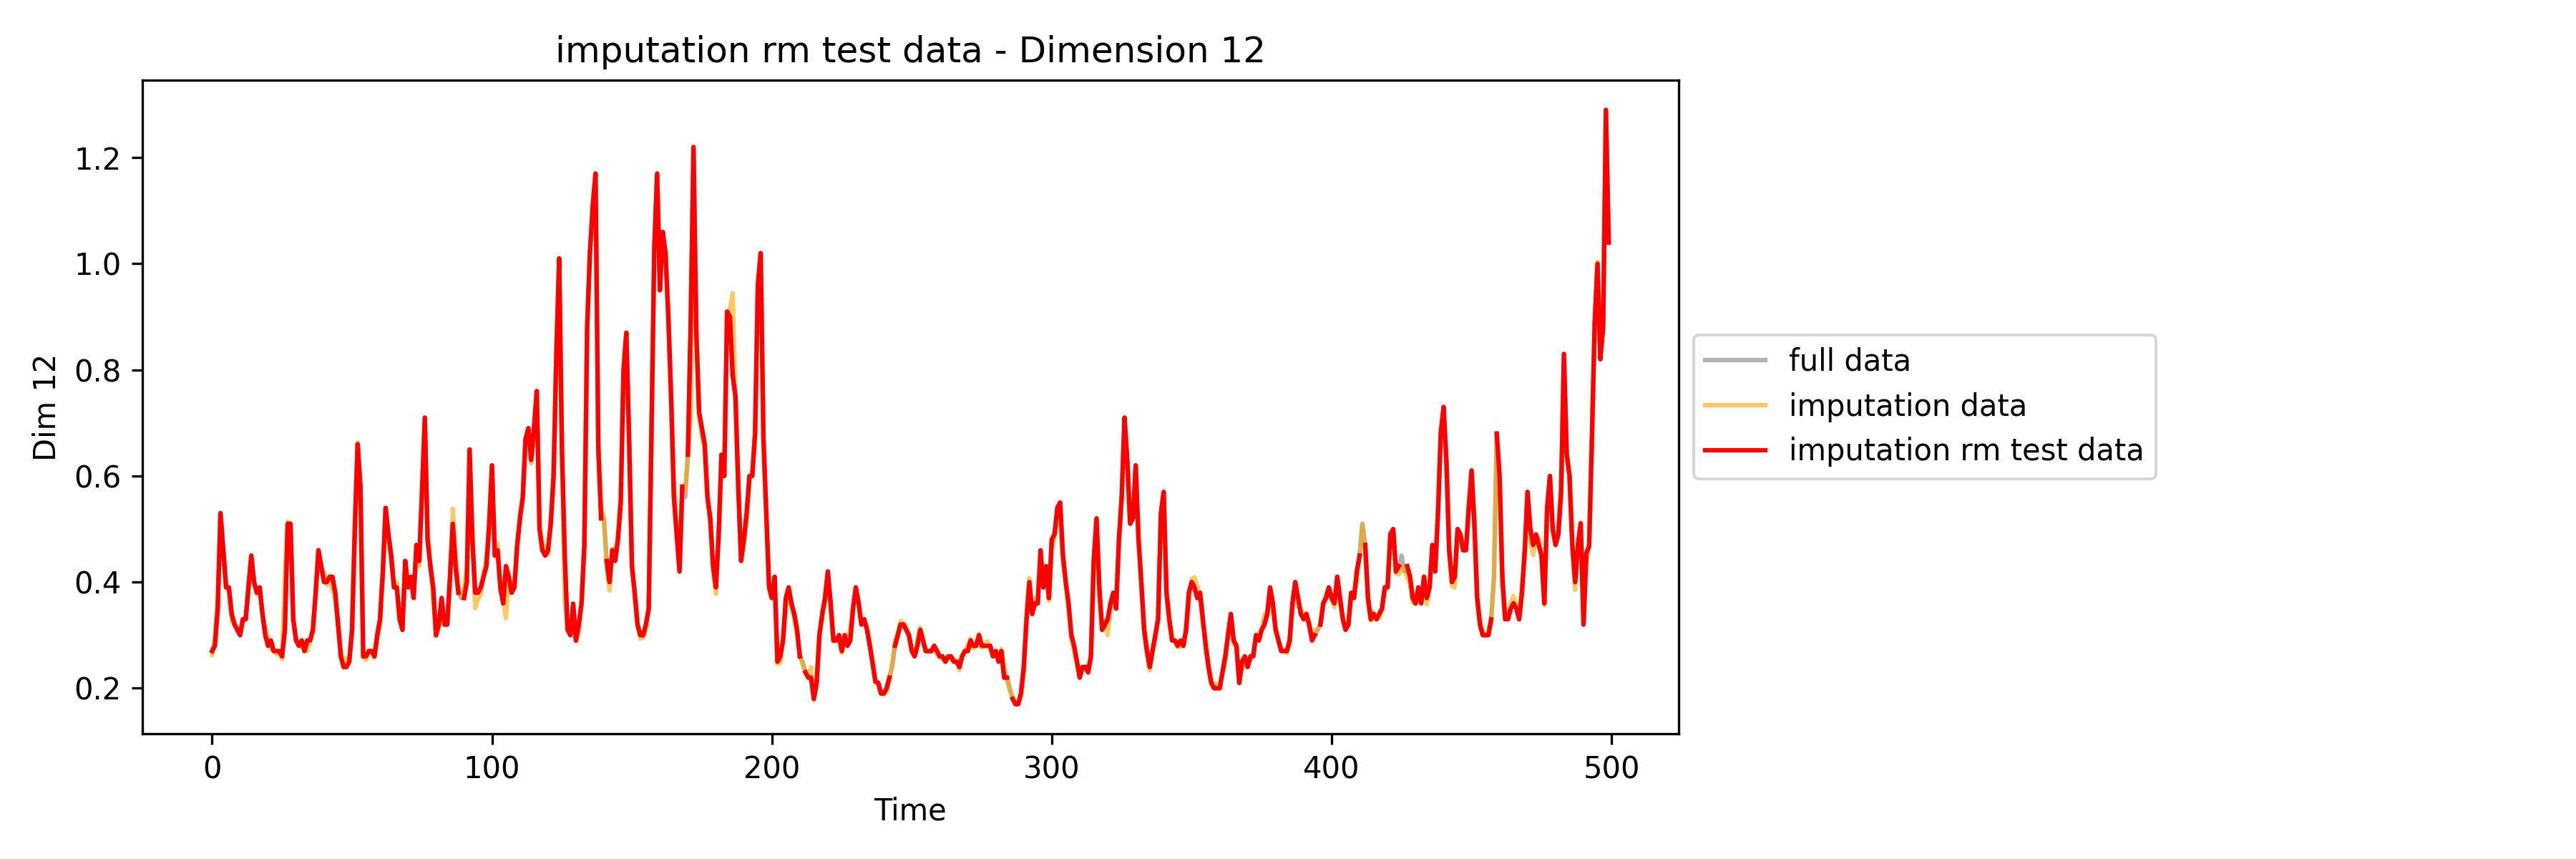 imputation rm test data - Dimension 12
Dim 12
1.2
1.0
0.8
0.6
0.4
0.2
0 100 200 300 400 500
Time
full data
imputation data
imputation rm test data